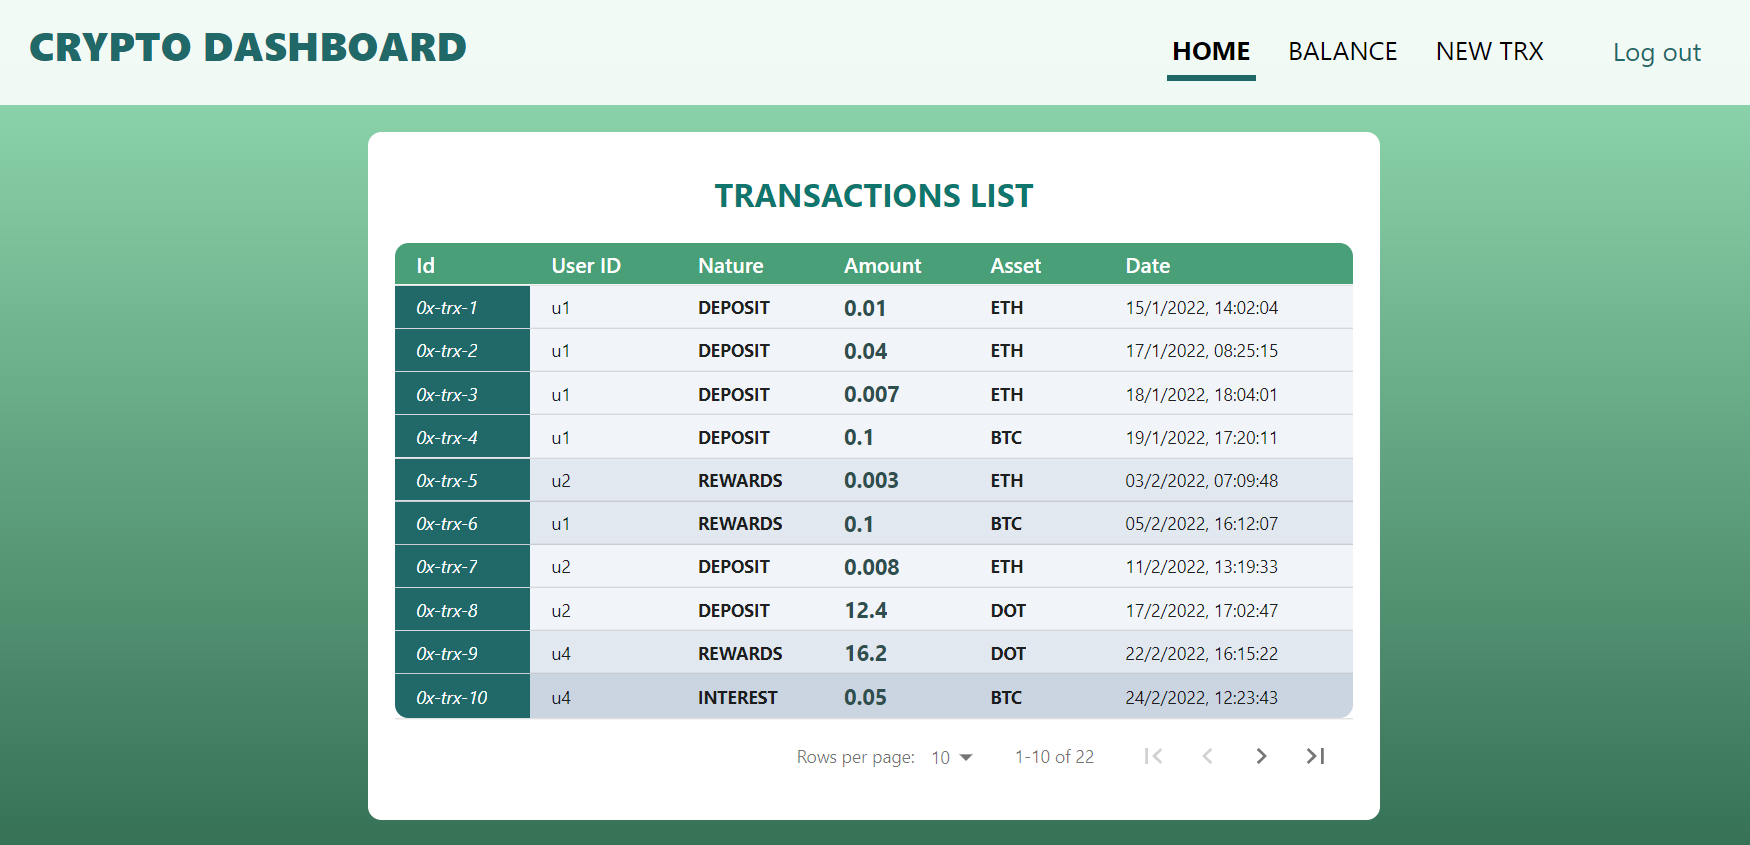 CRYPTO DASHBOARD
HOME BALANCE NEW TRX Log out
TRANSACTIONS LIST
Id User ID Nature Amount Asset Date
0x-trx-1 u1 DEPOSIT 0.01 ETH 15/1/2022, 14:02:04
0x-trx-2 u1 DEPOSIT 0.04 ETH 17/1/2022, 08:25:15
0x-trx-3 u1 DEPOSIT 0.007 ETH 18/1/2022, 18:04:01
0x-trx-4 u1 DEPOSIT 0.1 BTC 19/1/2022, 17:20:11
0x-trx-5 u2 REWARDS 0.003 ETH 03/2/2022, 07:09:48
0x-trx-6 u1 REWARDS 0.1 BTC 05/2/2022, 16:12:07
0x-trx-7 u2 DEPOSIT 0.008 ETH 11/2/2022, 13:19:33
0x-trx-8 u2 DEPOSIT 12.4 DOT 17/2/2022, 17:02:47
0x-trx-9 u4 REWARDS 16.2 DOT 22/2/2022, 16:15:22
0x-trx-10 u4 INTEREST 0.05 BTC 24/2/2022, 12:23:43
Rows per page: 10 1-10 of 22